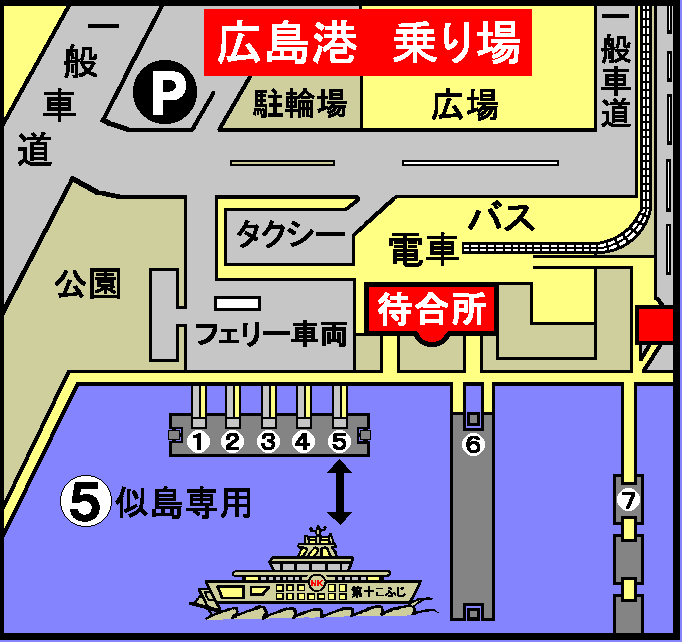 広島港 乗り場
一般車道
P
駐輪場
広場
一般車道
タクシー
バス
電車
公園
待合所
フェリー車両
1 2 3 4 5
6
⑤似島専用
7
NK
第十こふじ